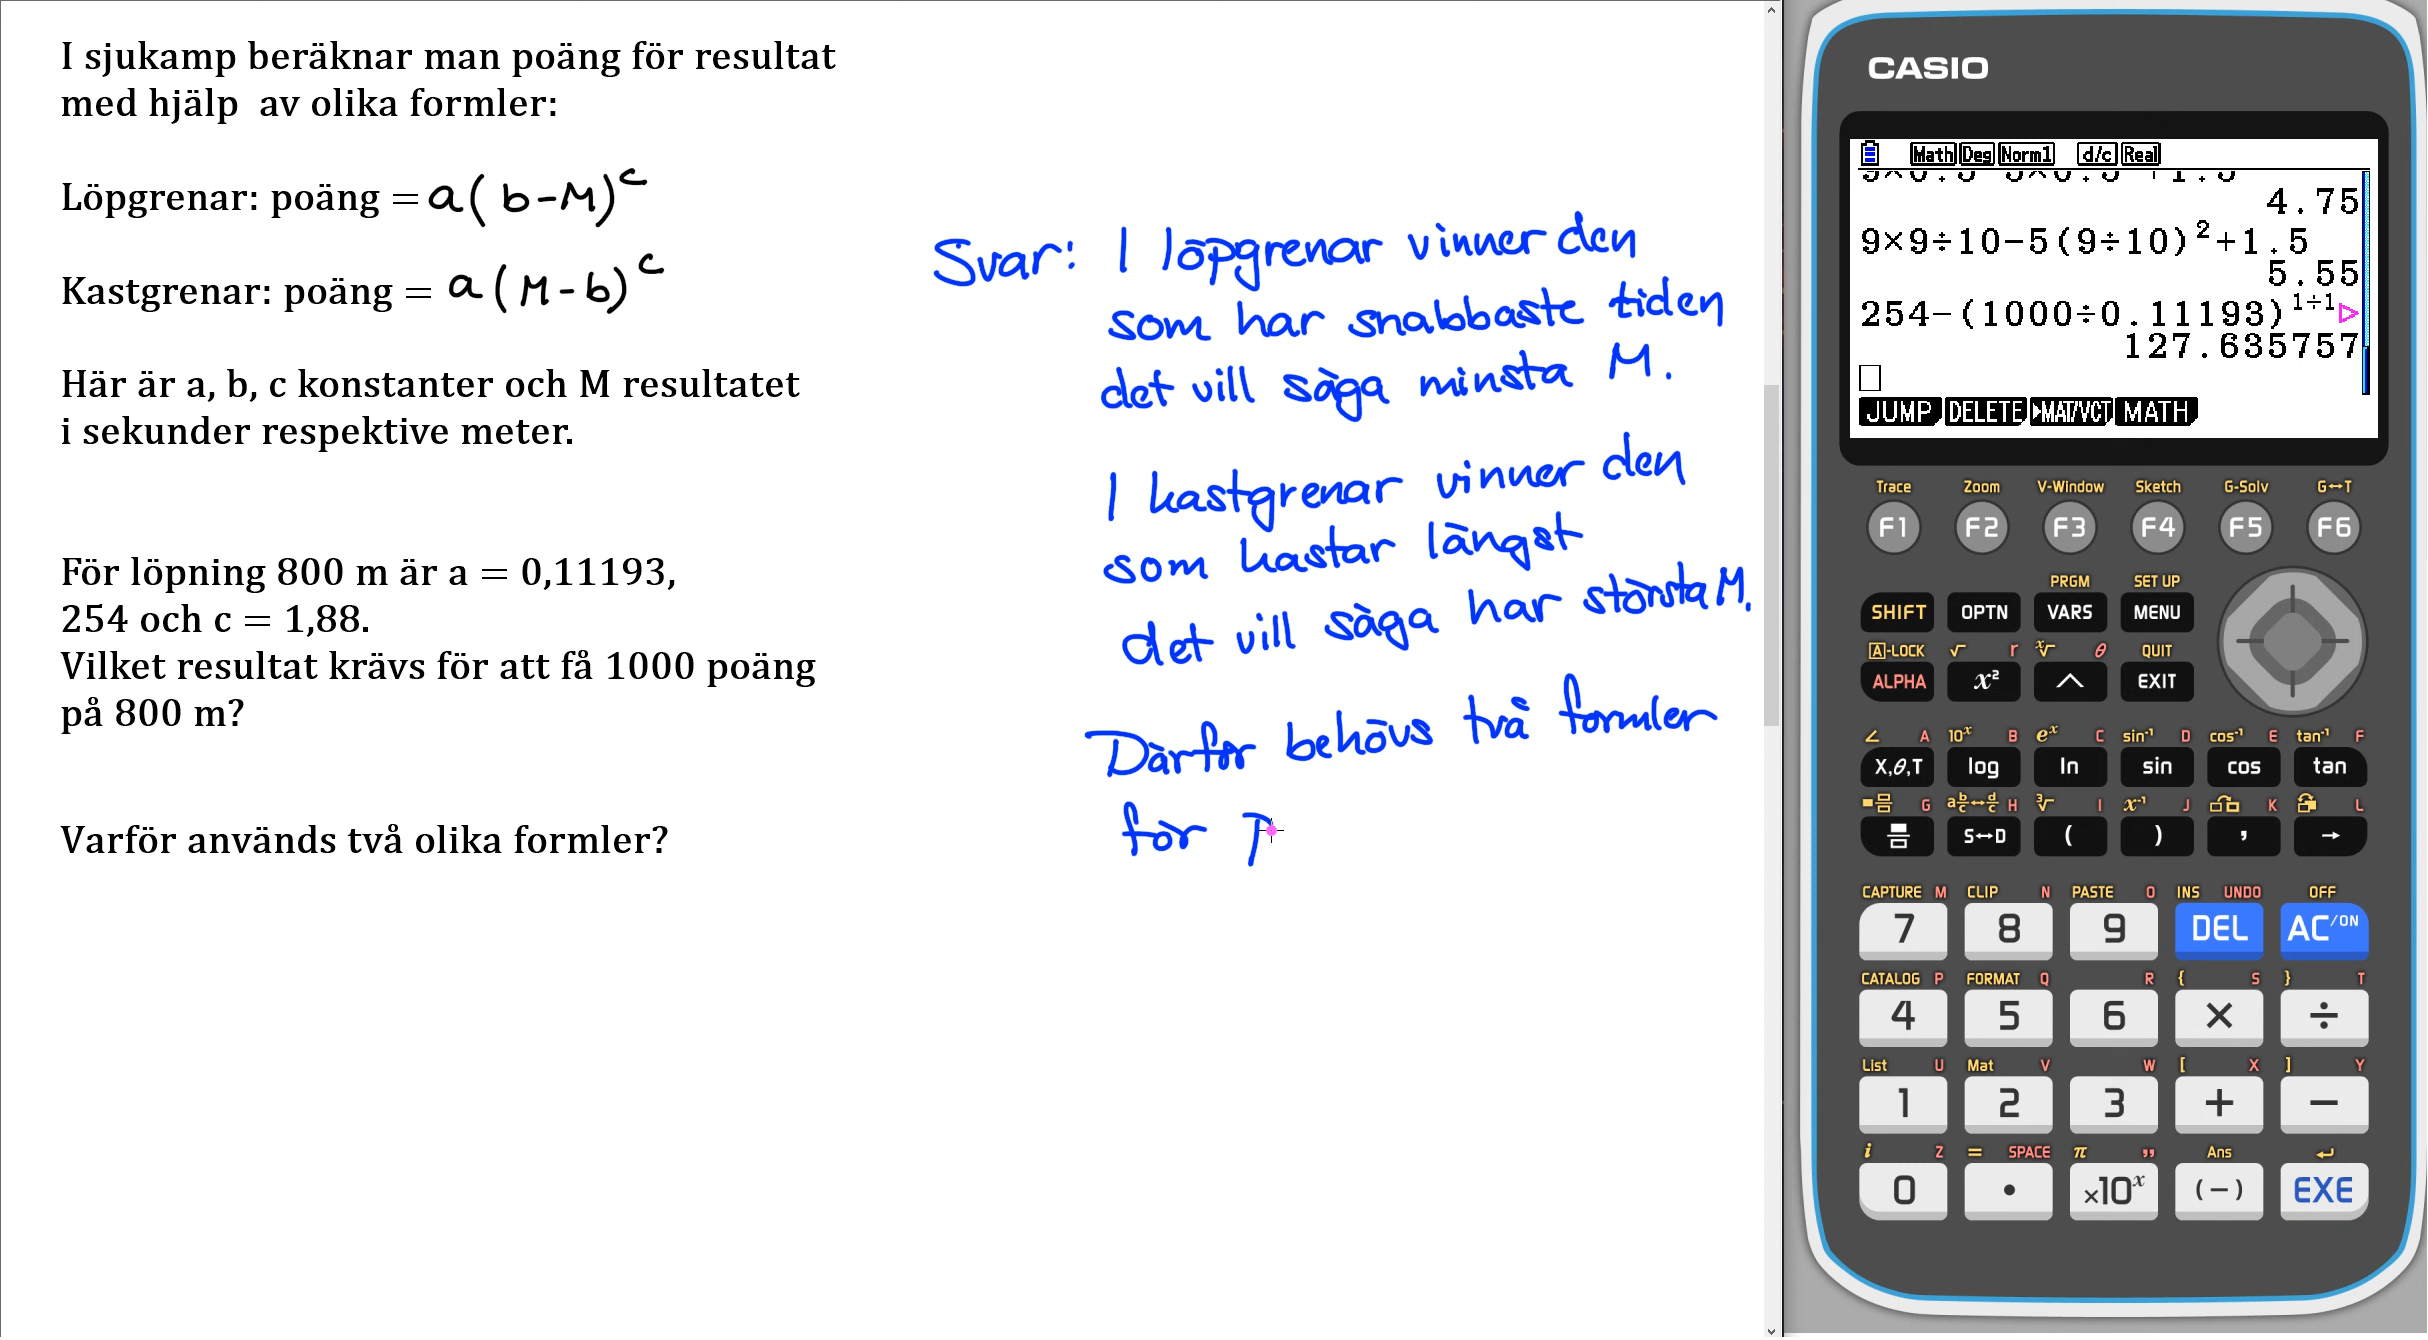 I sjukamp beräknar man poäng för resultat
med hjälp av olika formler:
Löpgrenar: poäng = a(b-M)^c
Kastgrenar: poäng = a(M-b)^c
Här är a, b, c konstanter och M resultatet
i sekunder respektive meter.
För löpning 800 m är a = 0,11193,
254 och c = 1,88.
Vilket resultat krävs för att få 1000 poäng
på 800 m?
Varför används två olika formler?
Svar: I löpgrenar vinner den
som har snabbaste tiden
det vill säga minsta M.
I kastgrenar vinner den
som kastar längst
det vill säga har största M.
Därför behövs två formler
för
CASIO
Math Deg Norm1 d/c Real
4.75
9×9÷10-5(9÷10)²+1.5
5.55
254-(1000÷0.11193)^1÷1
127.635757
JUMP DELETE ▶MAT/VCT MATH
Trace Zoom V-Window Sketch G-Solv G↔T
F1 F2 F3 F4 F5 F6
PRGM SET UP
SHIFT OPTN VARS MENU
A-LOCK √ r ˣ√ θ QUIT
ALPHA x² ^ EXIT
∠ A 10ˣ B eˣ C sin⁻¹ D cos⁻¹ E tan⁻¹ F
X,θ,T log ln sin cos tan
G a b/c↔d/c H ³√ I x⁻¹ J K L
S↔D ( ) , →
CAPTURE M CLIP N PASTE O INS UNDO OFF
7 8 9 DEL AC/ON
CATALOG P FORMAT Q R { S } T
4 5 6 × ÷
List U Mat V W [ X ] Y
1 2 3 + −
i Z = SPACE π " Ans ↵
0 • ×10ˣ (−) EXE